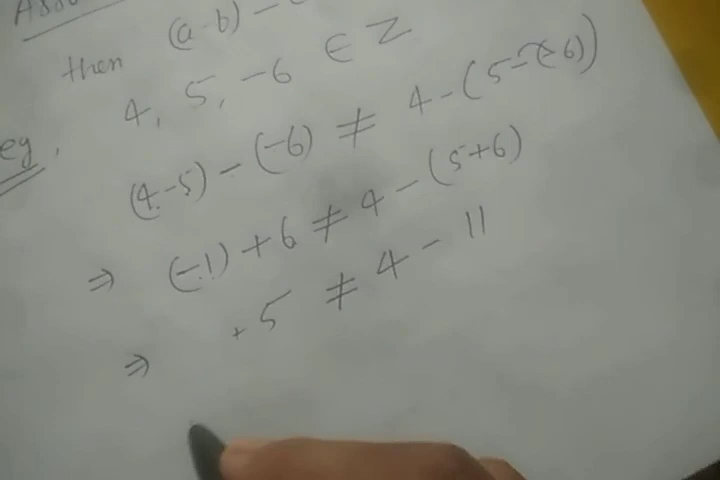 then (a-b) -
4, 5, -6 ∈ Z
eg, (4-5) - (-6) ≠ 4 - (5-(-6))
⇒ (-1) + 6 ≠ 4 - (5+6)
⇒ +5 ≠ 4 - 11